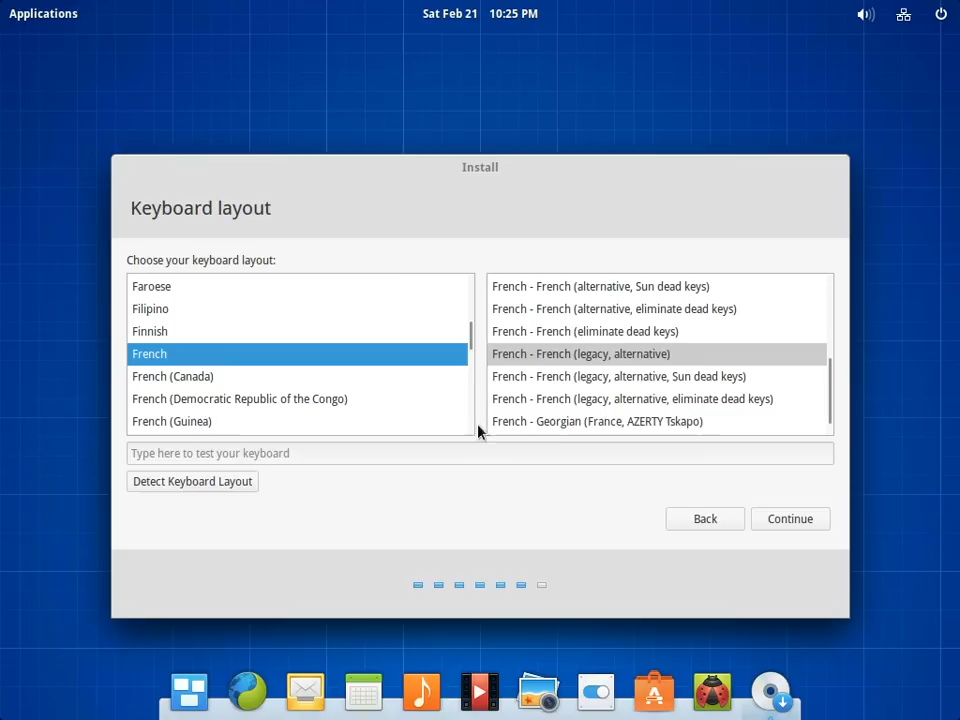 Applications
Sat Feb 21 10:25 PM
Install
Keyboard layout
Choose your keyboard layout:
Faroese
Filipino
Finnish
French
French (Canada)
French (Democratic Republic of the Congo)
French (Guinea)
French - French (alternative, Sun dead keys)
French - French (alternative, eliminate dead keys)
French - French (eliminate dead keys)
French - French (legacy, alternative)
French - French (legacy, alternative, Sun dead keys)
French - French (legacy, alternative, eliminate dead keys)
French - Georgian (France, AZERTY Tskapo)
Type here to test your keyboard
Detect Keyboard Layout
Back
Continue